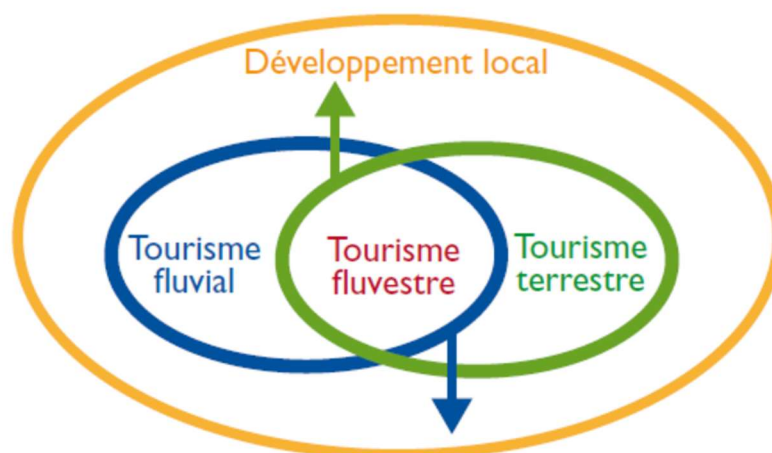 Développement local
Tourisme
fluvial
Tourisme
fluvestre
Tourisme
terrestre